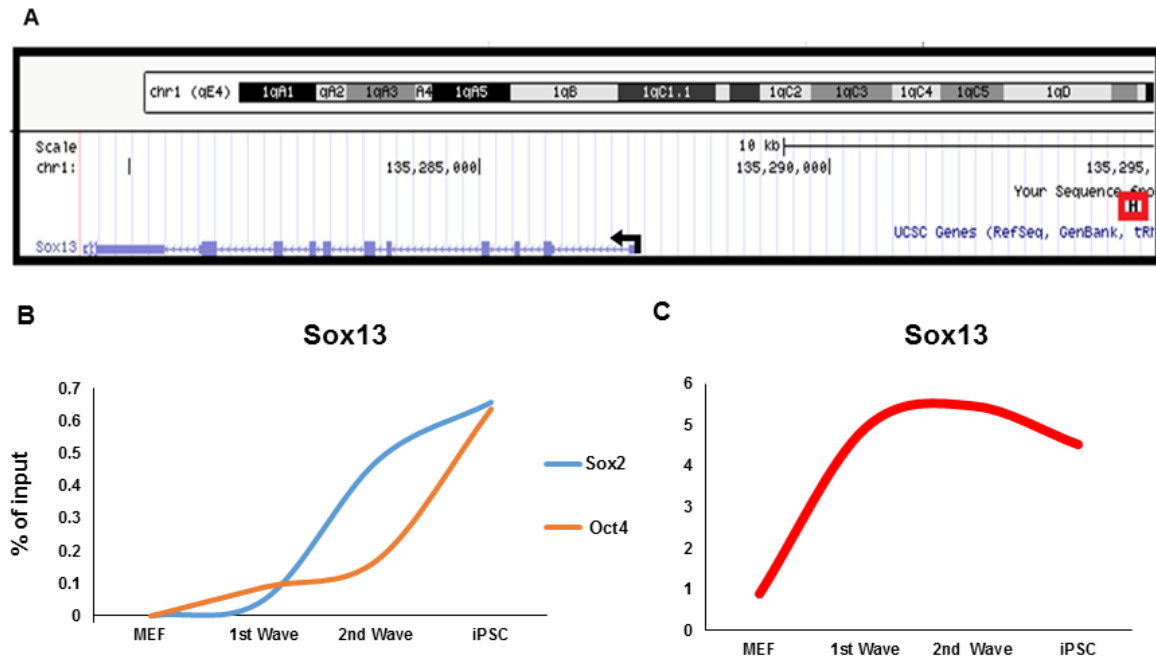 A
chr1 (qE4) 1qA1 qA2 1qA3 A4 1qA5 1qB 1qC1.1 1qC2 1qC3 1qC4 1qC5 1qD
Scale 10 kb
chr1: 135,285,000 135,290,000 135,295,
Your Sequence fro
H
UCSC Genes (RefSeq, GenBank, tRN
Sox13
B
Sox13
% of input
0.7
0.6
0.5
0.4
0.3
0.2
0.1
0
MEF 1st Wave 2nd Wave iPSC
Sox2
Oct4
C
Sox13
6
5
4
3
2
1
0
MEF 1st Wave 2nd Wave iPSC